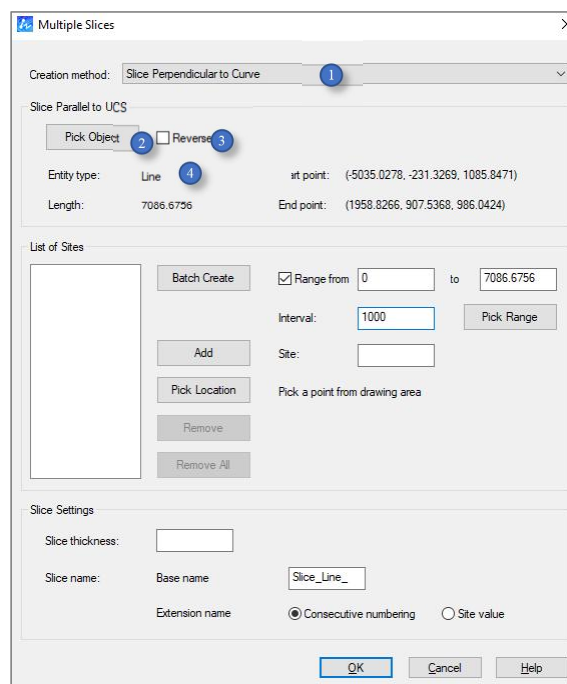 Multiple Slices
Creation method: Slice Perpendicular to Curve 1
Slice Parallel to UCS
Pick Object 2 Reverse 3
Entity type: Line 4 art point: (-5035.0278, -231.3269, 1085.8471)
Length: 7086.6756 End point: (1958.8266, 907.5368, 986.0424)
List of Sites
Batch Create Range from 0 to 7086.6756
Interval: 1000 Pick Range
Add Site:
Pick Location Pick a point from drawing area
Remove
Remove All
Slice Settings
Slice thickness:
Slice name: Base name Slice_Line_
Extension name Consecutive numbering Site value
OK Cancel Help